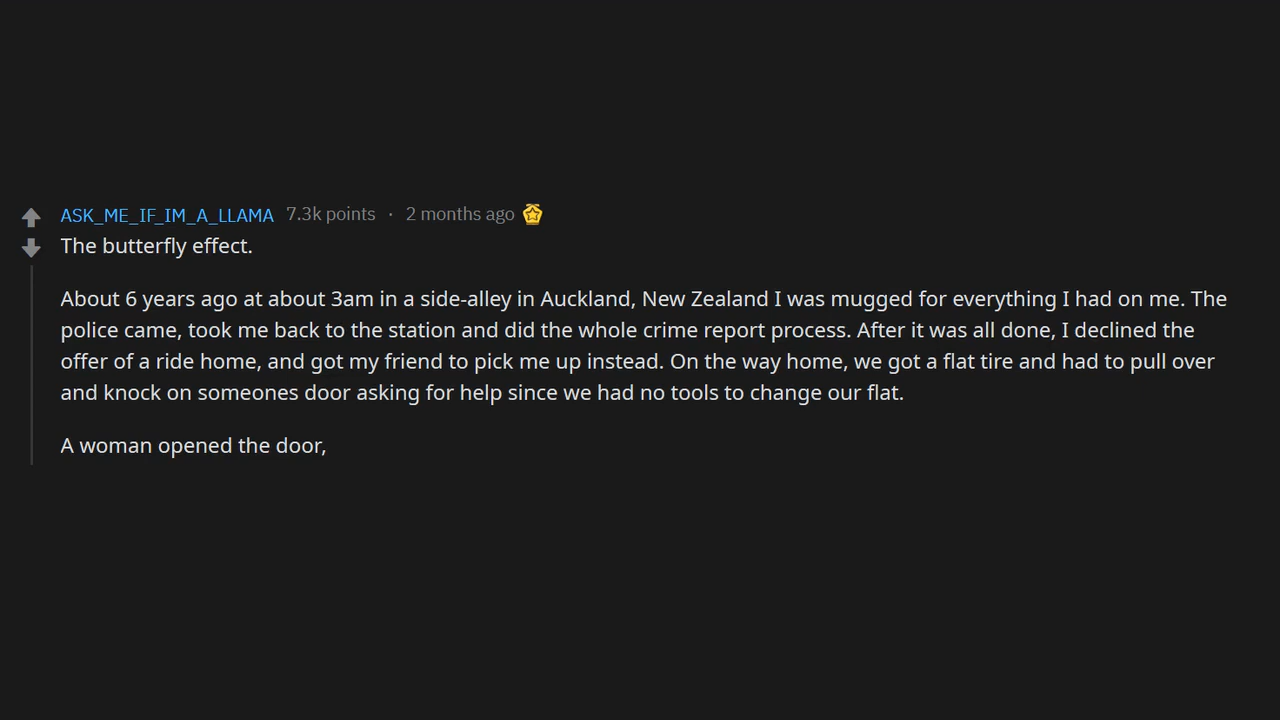 ASK_ME_IF_IM_A_LLAMA 7.3k points · 2 months ago
The butterfly effect.
About 6 years ago at about 3am in a side-alley in Auckland, New Zealand I was mugged for everything I had on me. The
police came, took me back to the station and did the whole crime report process. After it was all done, I declined the
offer of a ride home, and got my friend to pick me up instead. On the way home, we got a flat tire and had to pull over
and knock on someones door asking for help since we had no tools to change our flat.
A woman opened the door,